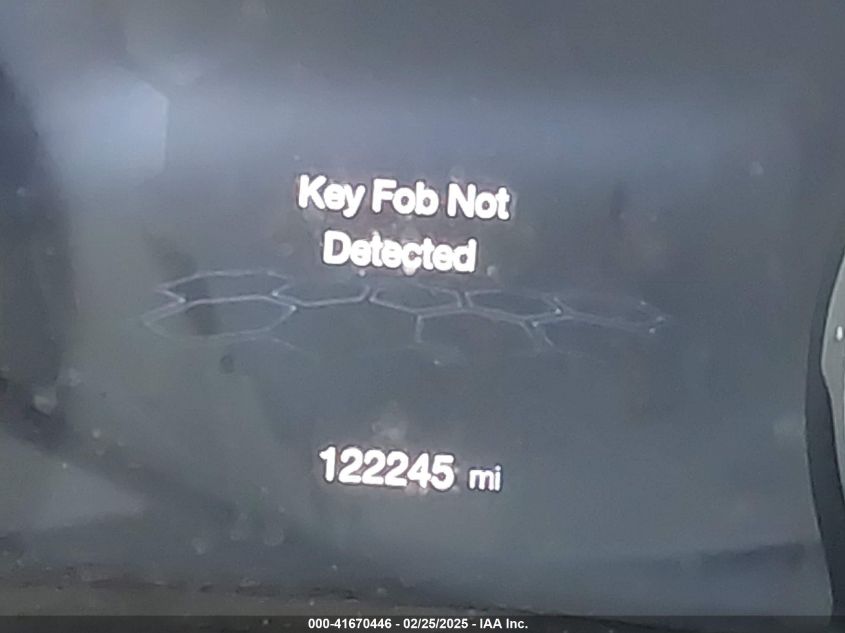 Key Fob Not
Detected
122245 mi
000-41670446 - 02/25/2025 - IAA Inc.